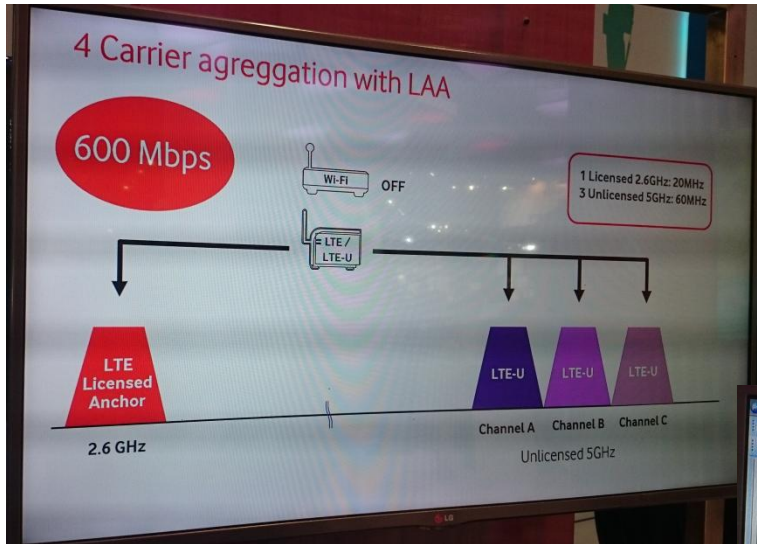 4 Carrier agreggation with LAA
600 Mbps
Wi-Fi
OFF
1 Licensed 2.6GHz: 20MHz
3 Unlicensed 5GHz: 60MHz
LTE /
LTE-U
LTE
Licensed
Anchor
LTE-U
LTE-U
LTE-U
2.6 GHz
Channel A
Channel B
Channel C
Unlicensed 5GHz
LG